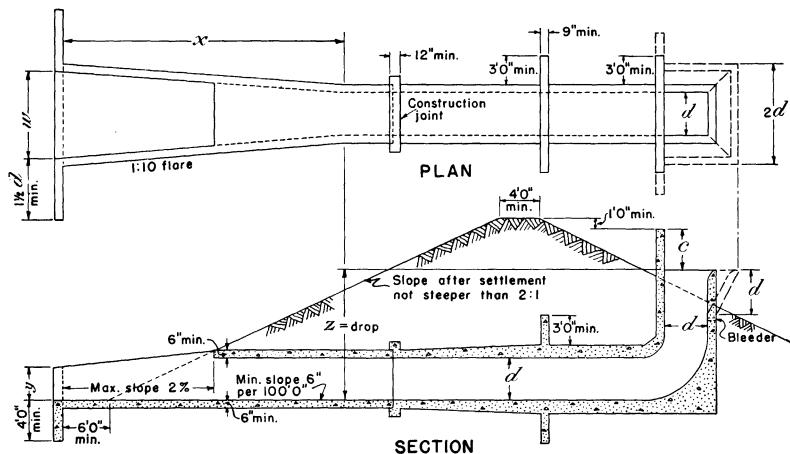 x
12"min.
9"min.
3'0"min.
3'0"min.
w
Construction
joint
d
2d
1½ d
min.
1:10 flare
PLAN
4'0"
min.
1'0"min.
c
Slope after settlement
not steeper than 2:1
d
z = drop
6"min.
3'0"min.
d
Bleeder
y
Max. slope 2%
Min. slope 6"
per 100'0"
d
4'0"
min.
6'0"
min.
6"min.
SECTION